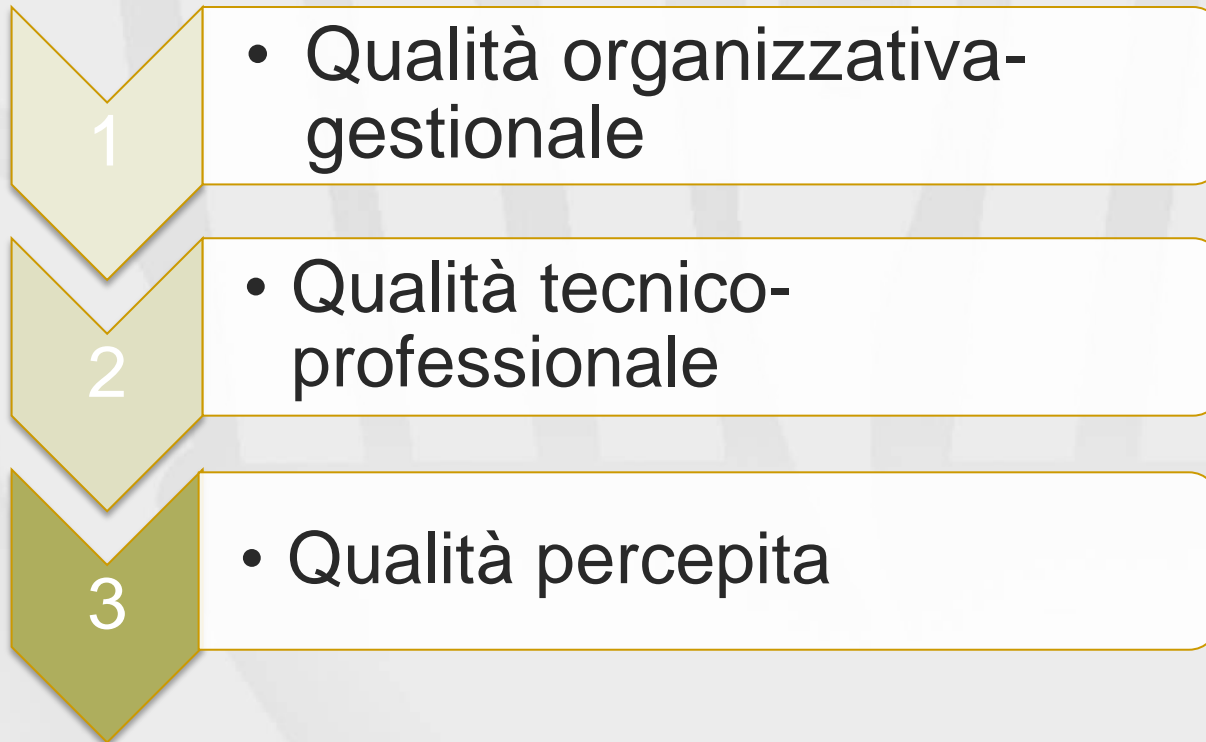 1
• Qualità organizzativa-
gestionale
2
• Qualità tecnico-
professionale
3
• Qualità percepita